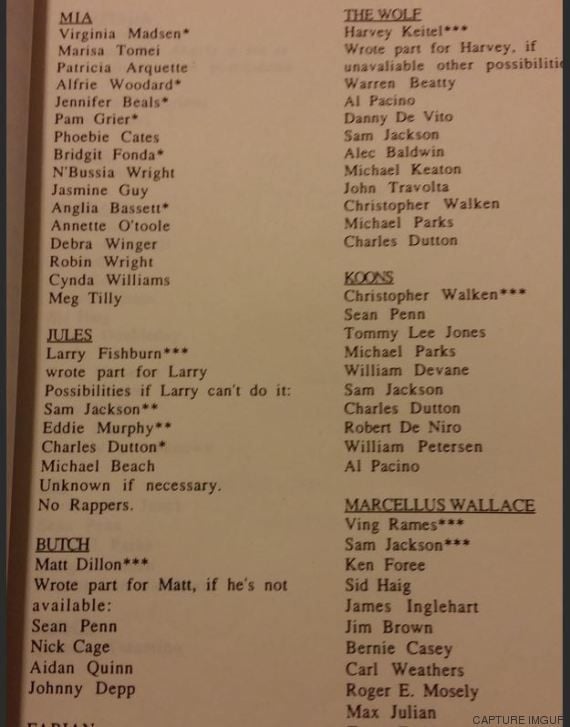 MIA
Virginia Madsen*
Marisa Tomei
Patricia Arquette
Alfrie Woodard*
Jennifer Beals*
Pam Grier*
Phoebie Cates
Bridgit Fonda*
N'Bussia Wright
Jasmine Guy
Anglia Bassett*
Annette O'toole
Debra Winger
Robin Wright
Cynda Williams
Meg Tilly
JULES
Larry Fishburn***
wrote part for Larry
Possibilities if Larry can't do it:
Sam Jackson**
Eddie Murphy**
Charles Dutton*
Michael Beach
Unknown if necessary.
No Rappers.
BUTCH
Matt Dillon***
Wrote part for Matt, if he's not
available:
Sean Penn
Nick Cage
Aidan Quinn
Johnny Depp
FABIAN
THE WOLF
Harvey Keitel***
Wrote part for Harvey, if
unavaliable other possibilitie
Warren Beatty
Al Pacino
Danny De Vito
Sam Jackson
Alec Baldwin
Michael Keaton
John Travolta
Christopher Walken
Michael Parks
Charles Dutton
KOONS
Christopher Walken***
Sean Penn
Tommy Lee Jones
Michael Parks
William Devane
Sam Jackson
Charles Dutton
Robert De Niro
William Petersen
Al Pacino
MARCELLUS WALLACE
Ving Rames***
Sam Jackson***
Ken Foree
Sid Haig
James Inglehart
Jim Brown
Bernie Casey
Carl Weathers
Roger E. Mosely
Max Julian
CAPTURE IMGUR